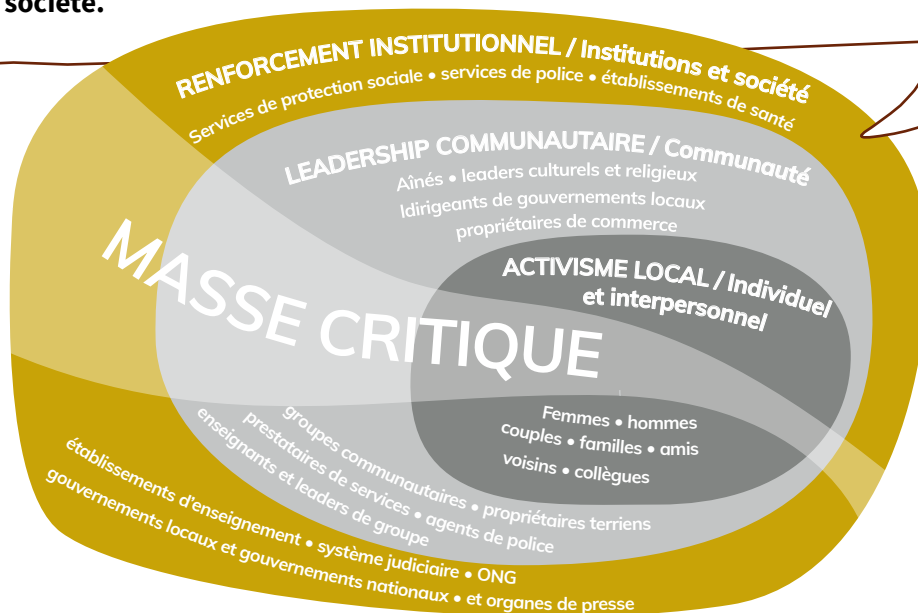 société.
RENFORCEMENT INSTITUTIONNEL / Institutions et société
Services de protection sociale • services de police • établissements de santé
LEADERSHIP COMMUNAUTAIRE / Communauté
Aînés • leaders culturels et religieux
ldirigeants de gouvernements locaux
propriétaires de commerce
ACTIVISME LOCAL / Individuel
et interpersonnel
MASSE CRITIQUE
Femmes • hommes
couples • familles • amis
voisins • collègues
groupes communautaires • propriétaires terriens
prestataires de services • agents de police
enseignants et leaders de groupe
établissements d'enseignement • système judiciaire • ONG
gouvernements locaux et gouvernements nationaux • et organes de presse